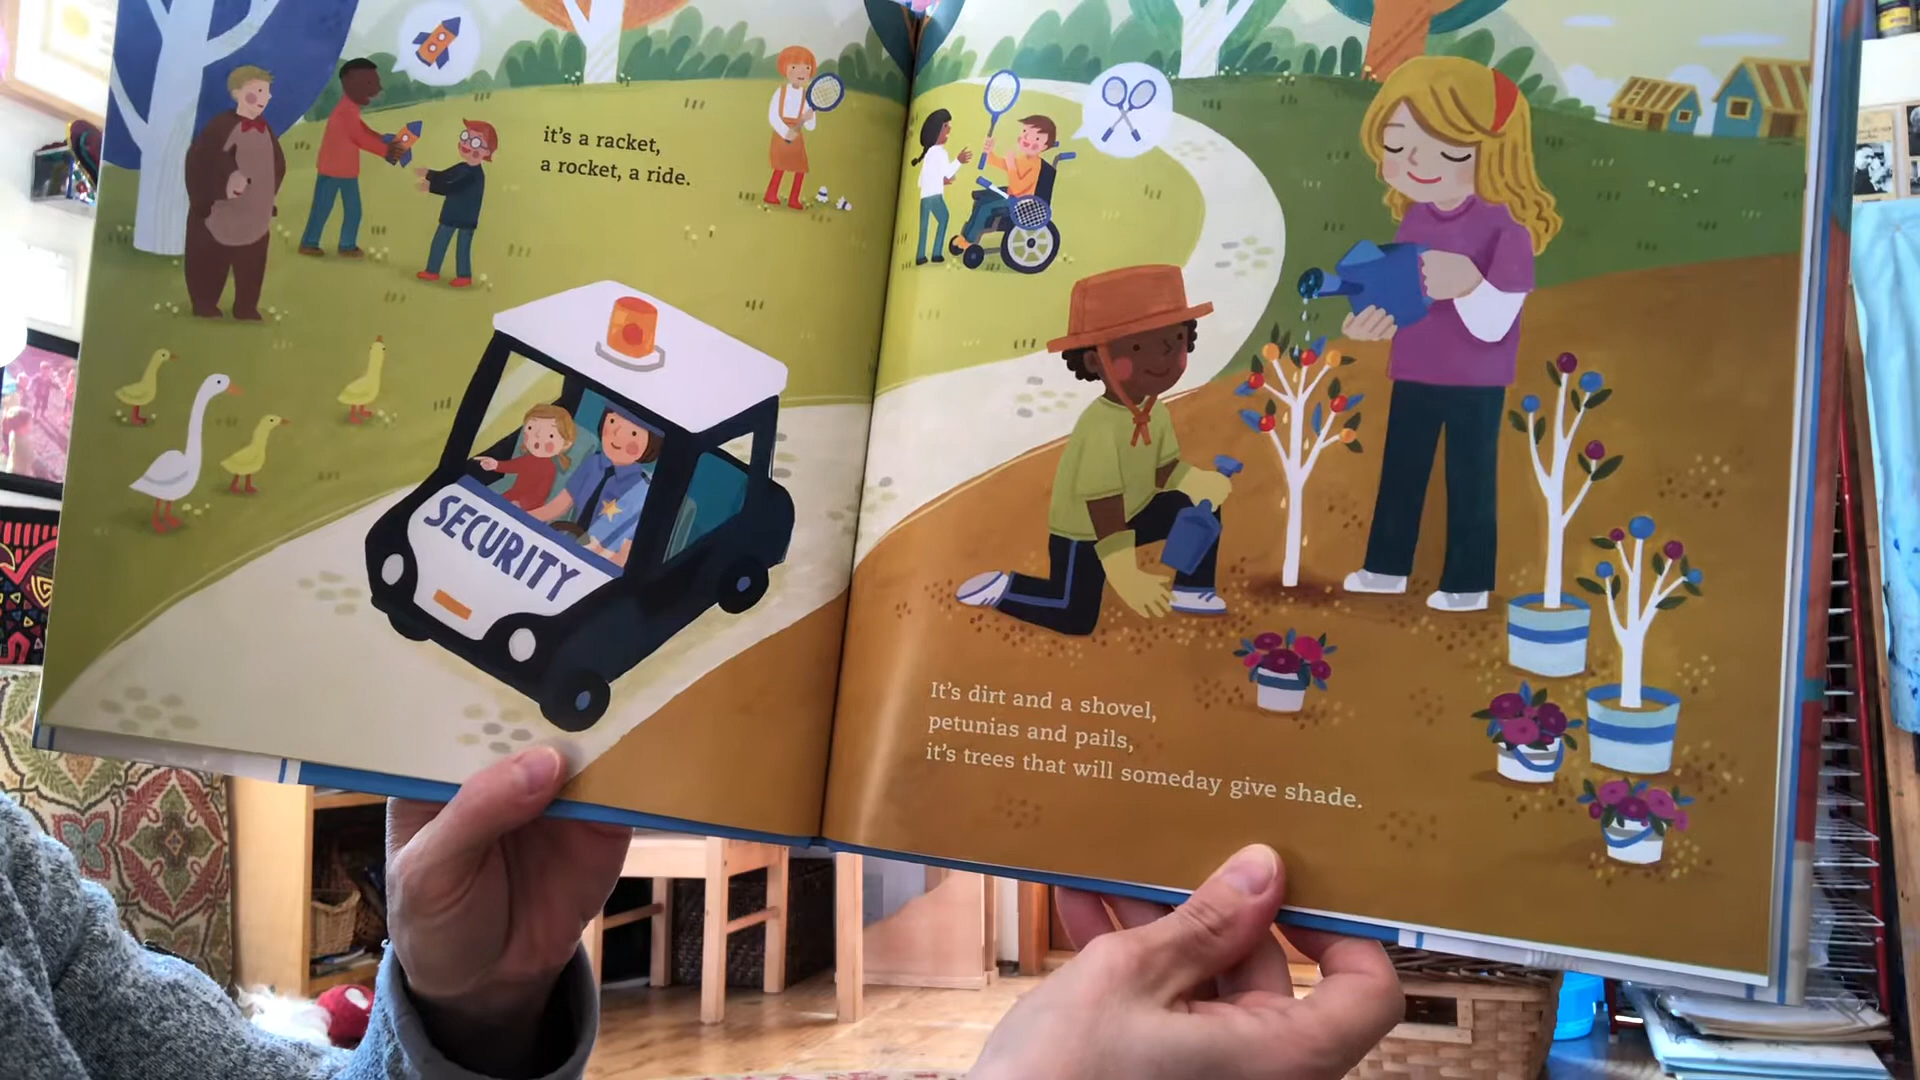 it's a racket,
a rocket, a ride.
SECURITY
It's dirt and a shovel,
petunias and pails,
it's trees that will someday give shade.